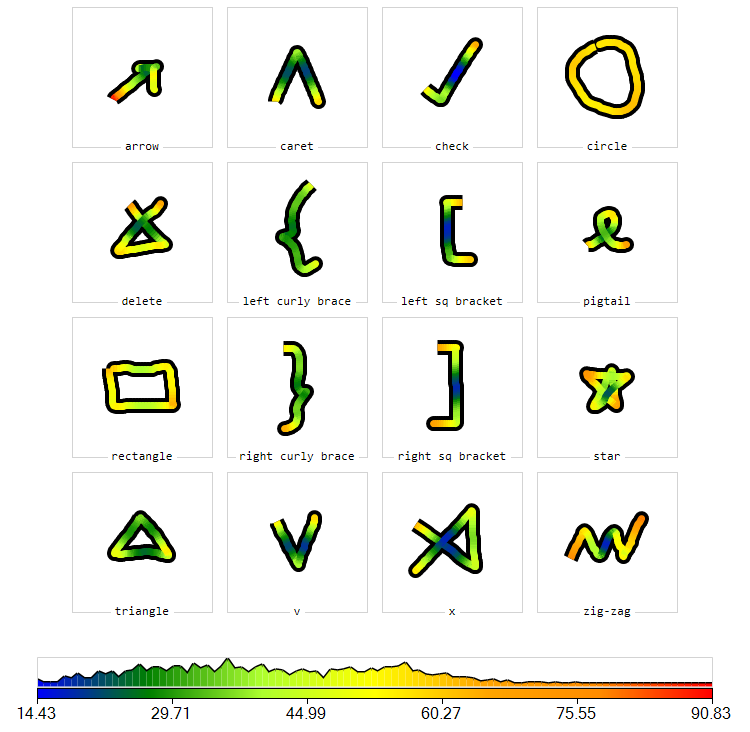 arrow caret check circle
delete left curly brace left sq bracket pigtail
rectangle right curly brace right sq bracket star
triangle v x zig-zag
14.43 29.71 44.99 60.27 75.55 90.83